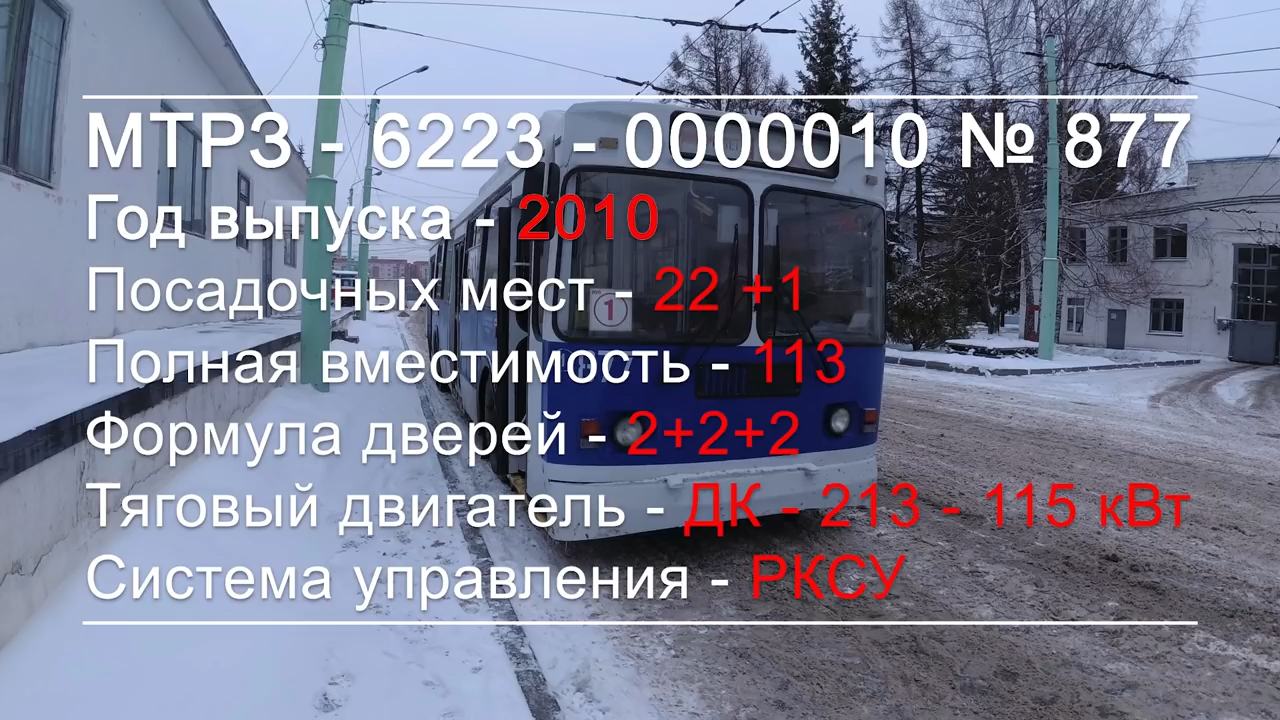 МТРЗ - 6223 - 0000010 № 877
Год выпуска - 2010
Посадочных мест - 22 +1
Полная вместимость - 113
Формула дверей - 2+2+2
Тяговый двигатель - ДК - 213 - 115 кВт
Система управления - РКСУ
1